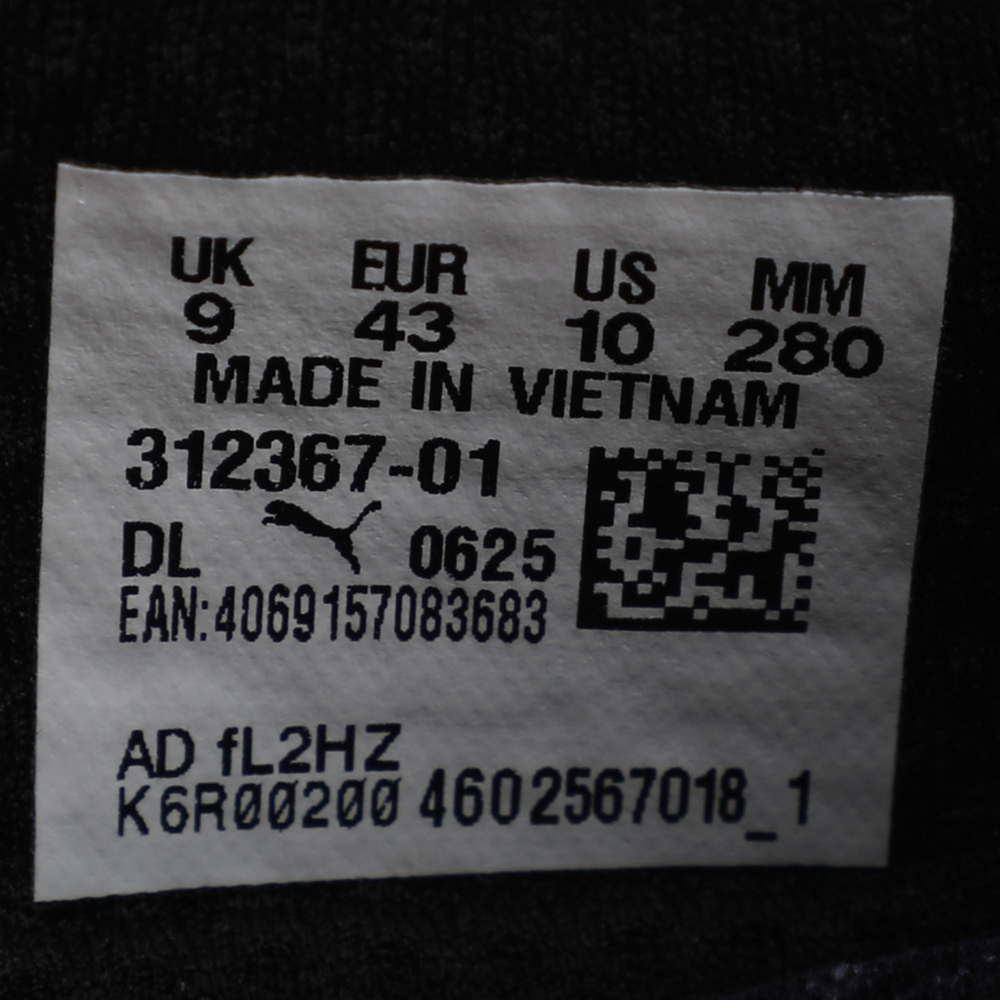 UK EUR US MM
9 43 10 280
MADE IN VIETNAM
312367-01
DL 0625
EAN:4069157083683
AD fL2HZ
K6R00200 4602567018_1